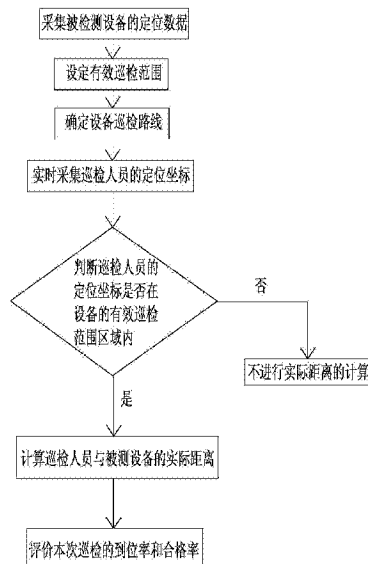 采集被检测设备的定位数据
设定有效巡检范围
确定设备巡检路线
实时采集巡检人员的定位坐标
判断巡检人员的
定位坐标是否在
设备的有效巡检
范围区域内
否
不进行实际距离的计算
是
计算巡检人员与被测设备的实际距离
评价本次巡检的到位率和合格率